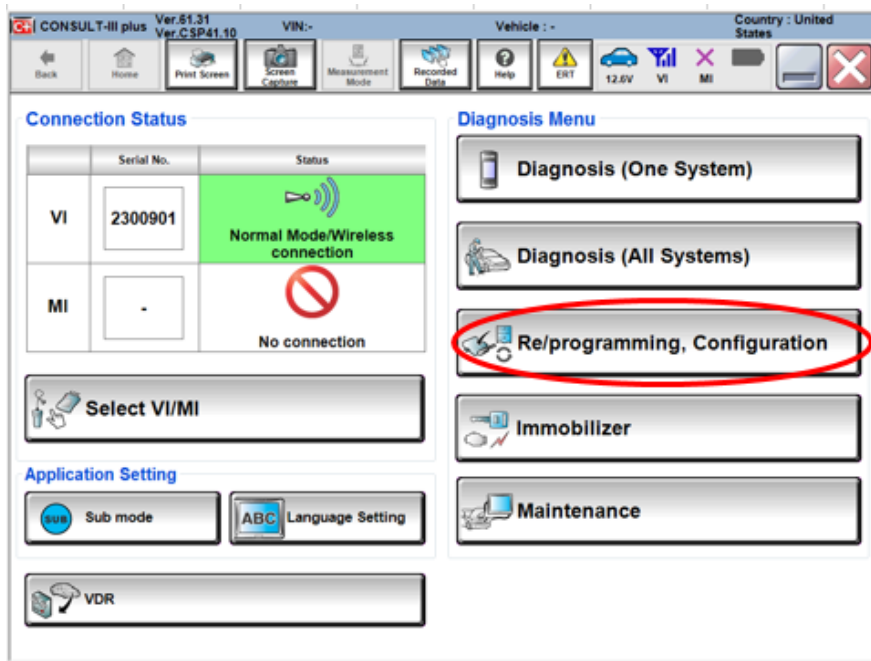 C+ CONSULT-III plus Ver.61.31 VIN:- Vehicle : - Country : United
Ver.CSP41.10 States
Back Home Print Screen Screen Capture Measurement Mode Recorded Data Help ERT 12.6V VI MI
Connection Status
Serial No. Status
VI 2300901 Normal Mode/Wireless
connection
MI - No connection
Select VI/MI
Application Setting
SUB Sub mode ABC Language Setting
VDR
Diagnosis Menu
Diagnosis (One System)
Diagnosis (All Systems)
Re/programming, Configuration
Immobilizer
Maintenance